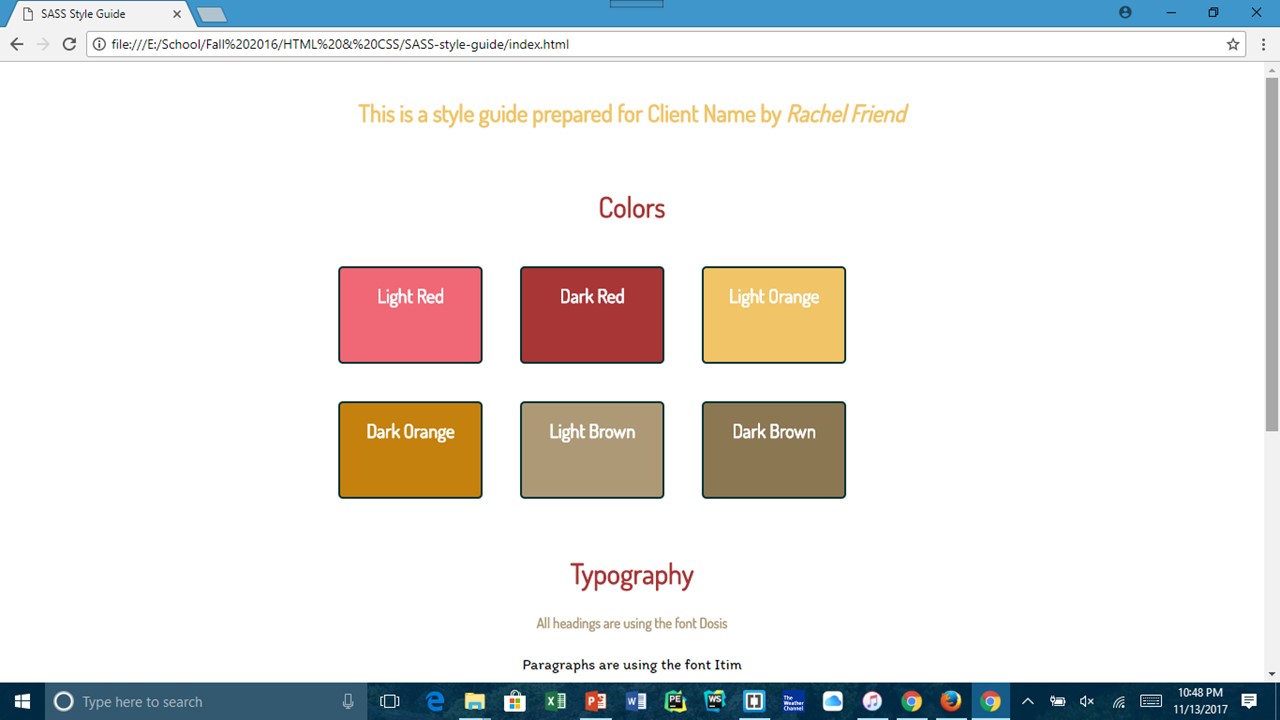 SASS Style Guide
file:///E:/School/Fall%202016/HTML%20&%20CSS/SASS-style-guide/index.html
This is a style guide prepared for Client Name by Rachel Friend
Colors
Light Red
Dark Red
Light Orange
Dark Orange
Light Brown
Dark Brown
Typography
All headings are using the font Dosis
Paragraphs are using the font Itim
Type here to search
PE
WS
The Weather Channel
10:48 PM
11/13/2017